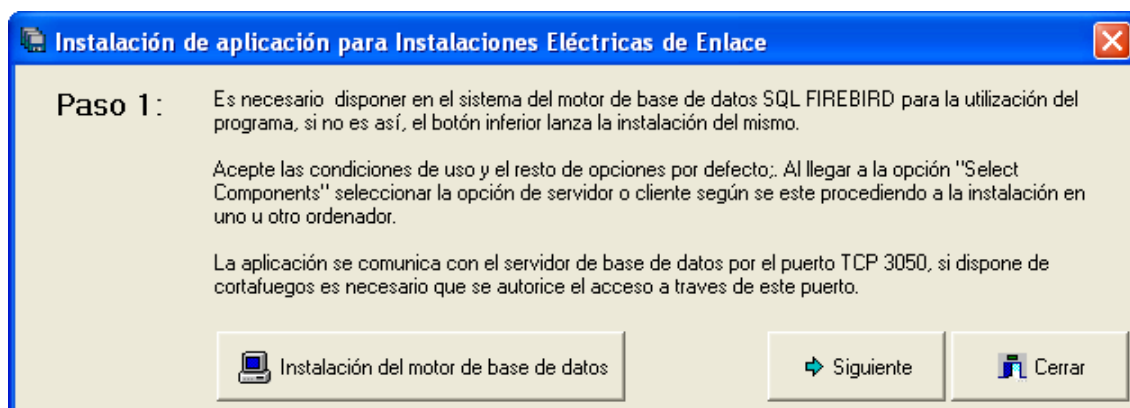 Instalación de aplicación para Instalaciones Eléctricas de Enlace
Paso 1:
Es necesario disponer en el sistema del motor de base de datos SQL FIREBIRD para la utilización del
programa, si no es así, el botón inferior lanza la instalación del mismo.
Acepte las condiciones de uso y el resto de opciones por defecto;. Al llegar a la opción "Select
Components" seleccionar la opción de servidor o cliente según se este procediendo a la instalación en
uno u otro ordenador.
La aplicación se comunica con el servidor de base de datos por el puerto TCP 3050, si dispone de
cortafuegos es necesario que se autorice el acceso a traves de este puerto.
Instalación del motor de base de datos
Siguiente
Cerrar